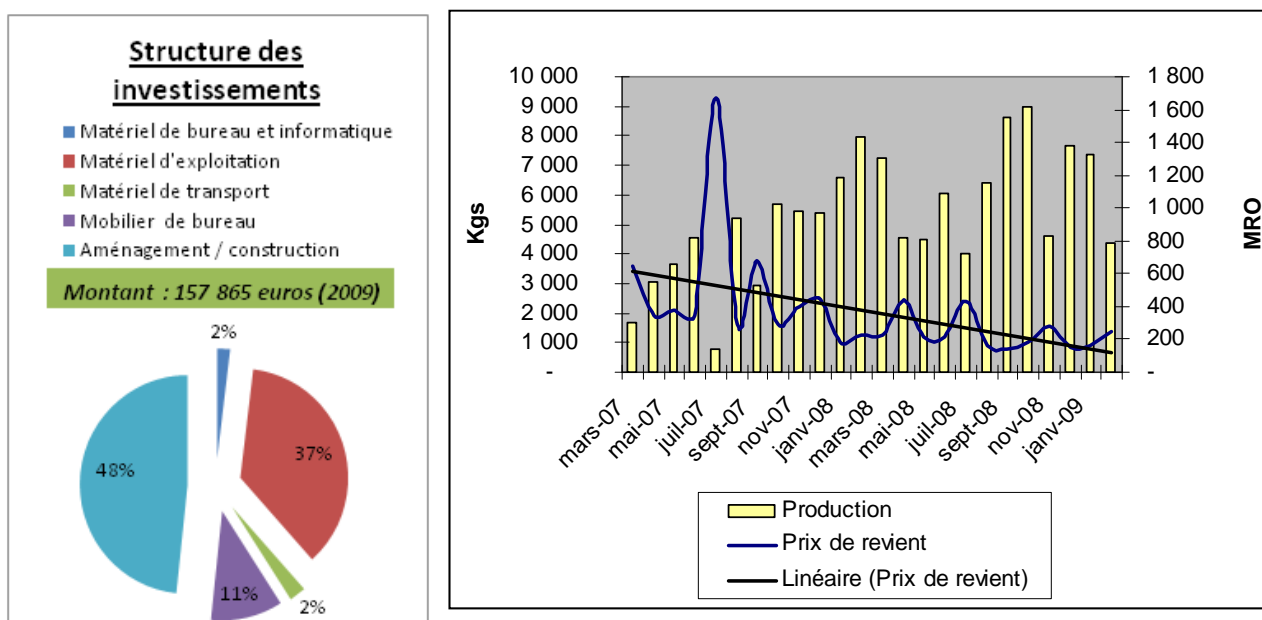 Structure des
investissements
Matériel de bureau et informatique
Matériel d'exploitation
Matériel de transport
Mobilier de bureau
Aménagement / construction
Montant : 157 865 euros (2009)
2%
37%
48%
11%
2%
Kgs
10 000
9 000
8 000
7 000
6 000
5 000
4 000
3 000
2 000
1 000
-
1 800
1 600
1 400
1 200
1 000
800
600
400
200
-
MRO
mars-07
mai-07
juil-07
sept-07
nov-07
janv-08
mars-08
mai-08
juil-08
sept-08
nov-08
janv-09
Production
Prix de revient
Linéaire (Prix de revient)